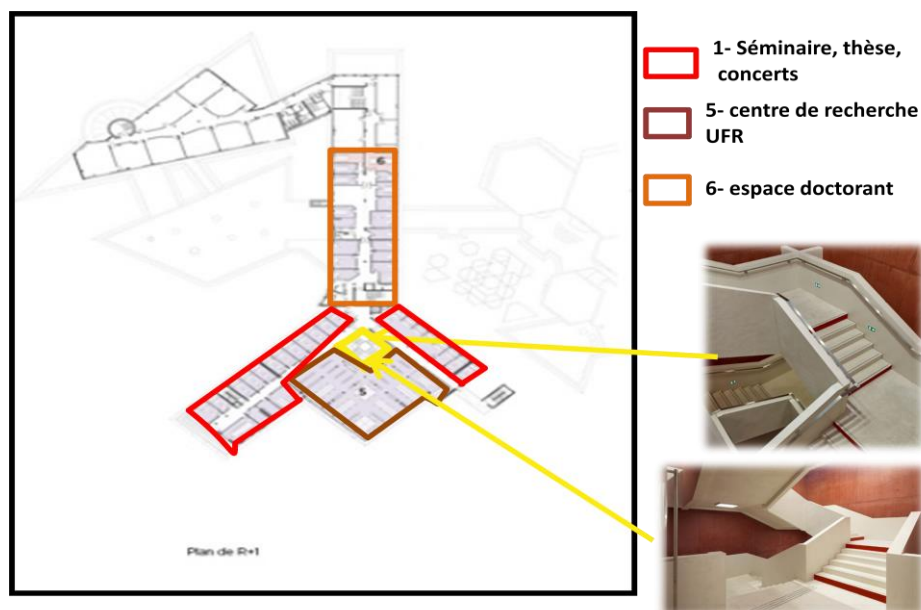 1- Séminaire, thèse,
concerts
5- centre de recherche
UFR
6- espace doctorant
6
5
Plan de R+1